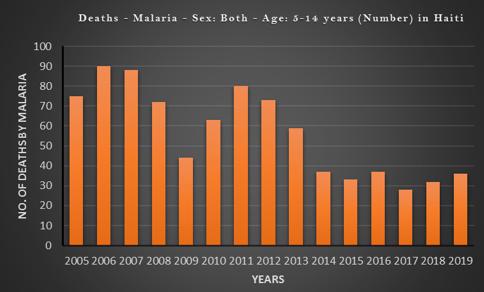 Deaths - Malaria - Sex: Both - Age: 5-14 years (Number) in Haiti
100
90
80
70
60
50
40
30
20
10
0
NO. OF DEATHS BY MALARIA
2005 2006 2007 2008 2009 2010 2011 2012 2013 2014 2015 2016 2017 2018 2019
YEARS